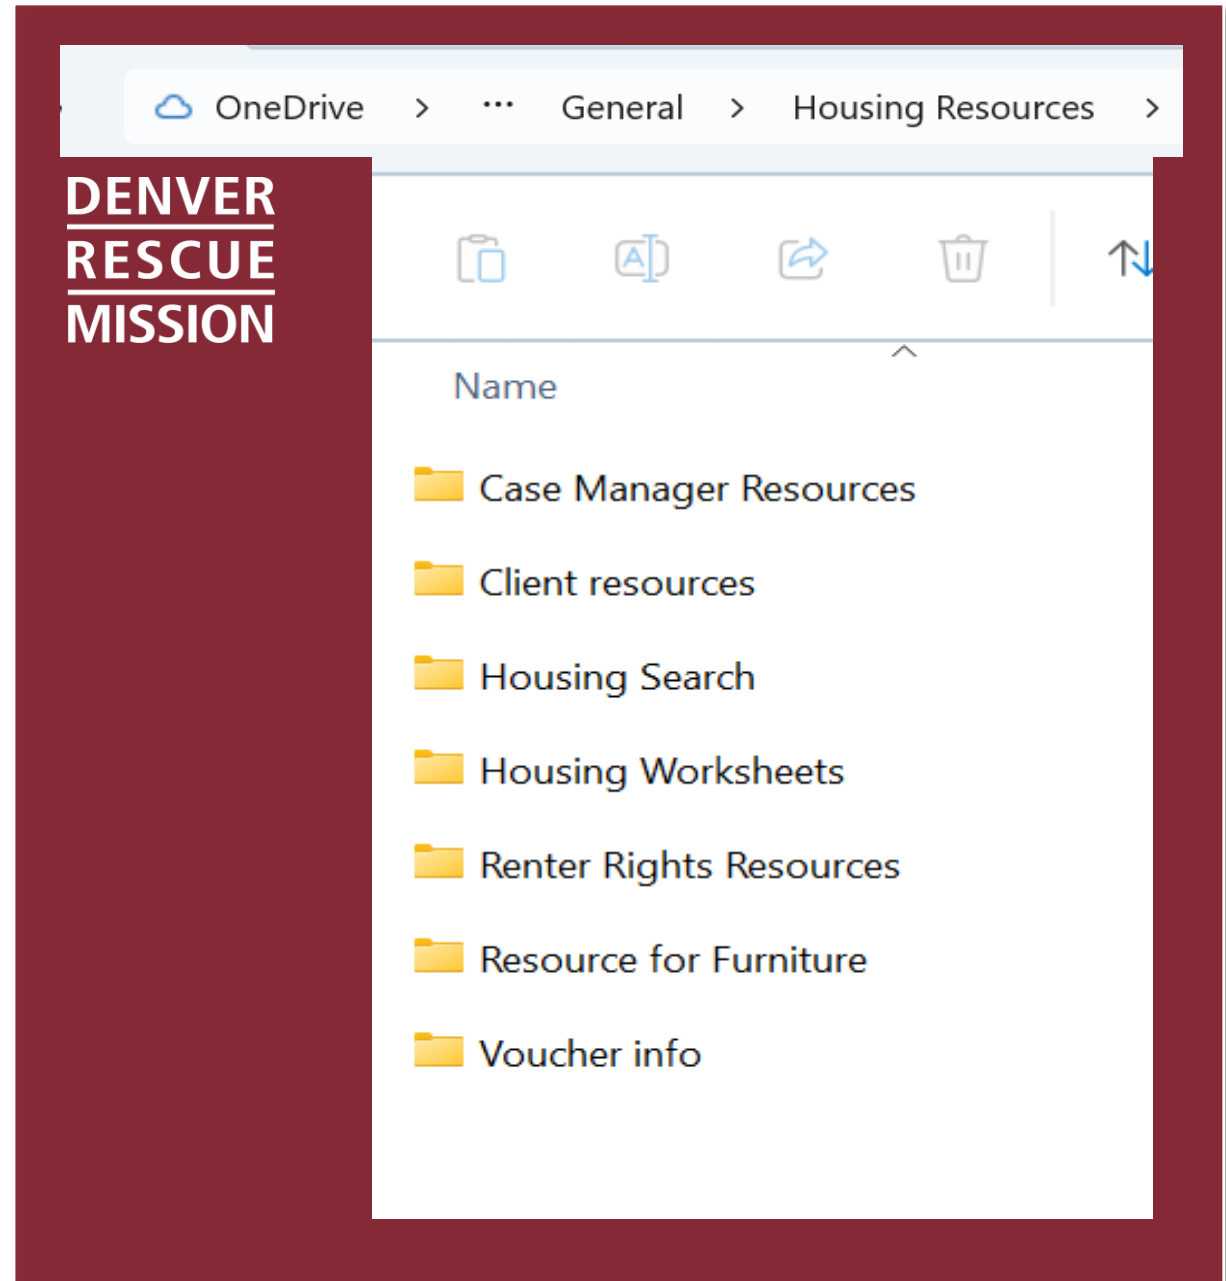 OneDrive > ... General > Housing Resources >
DENVER
RESCUE
MISSION
Name
Case Manager Resources
Client resources
Housing Search
Housing Worksheets
Renter Rights Resources
Resource for Furniture
Voucher info